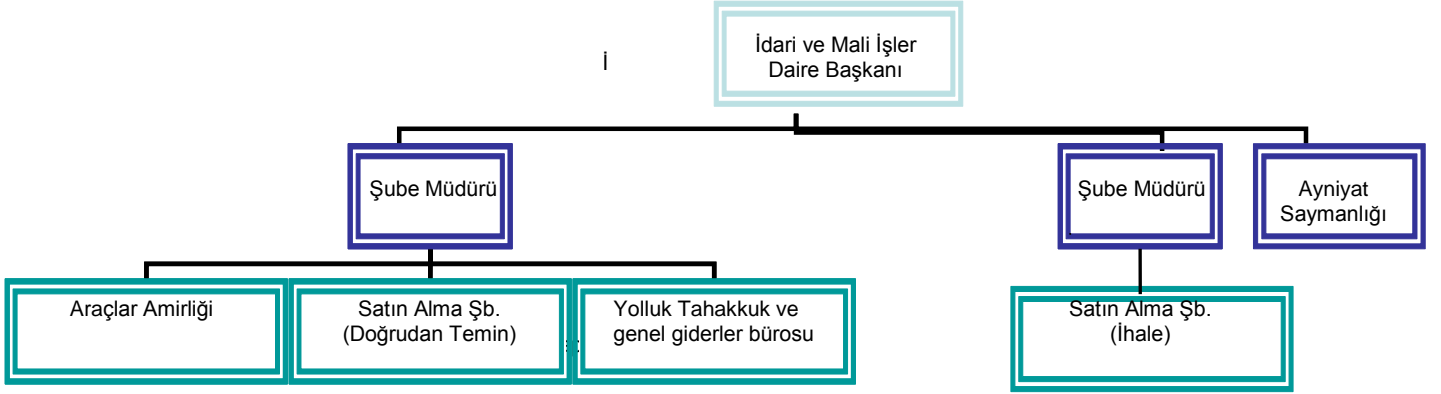 İdari ve Mali İşler
Daire Başkanı
İ
Şube Müdürü
Şube Müdürü
Ayniyat
Saymanlığı
Araçlar Amirliği
Satın Alma Şb.
(Doğrudan Temin)
Yolluk Tahakkuk ve
genel giderler bürosu
Satın Alma Şb.
(İhale)